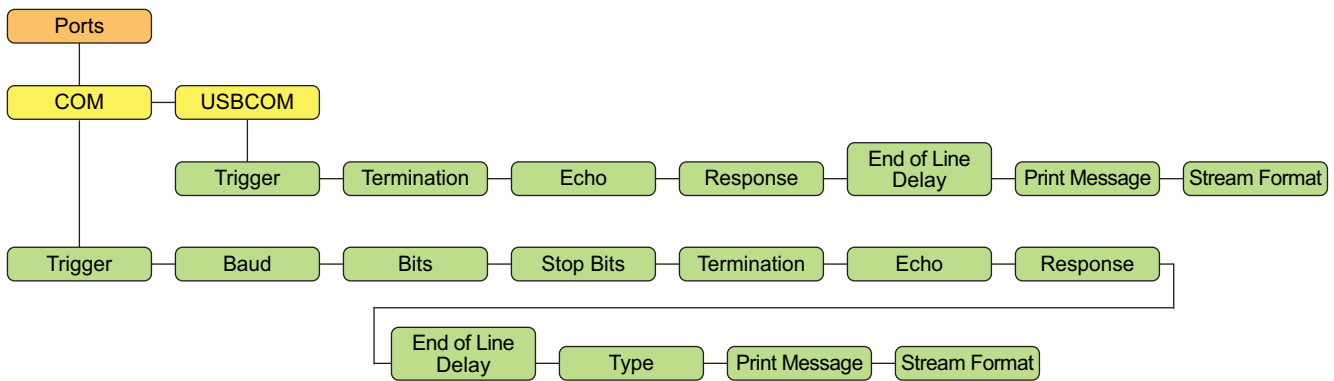 Ports
COM
USBCOM
Trigger
Termination
Echo
Response
End of Line
Delay
Print Message
Stream Format
Trigger
Baud
Bits
Stop Bits
Termination
Echo
Response
End of Line
Delay
Type
Print Message
Stream Format